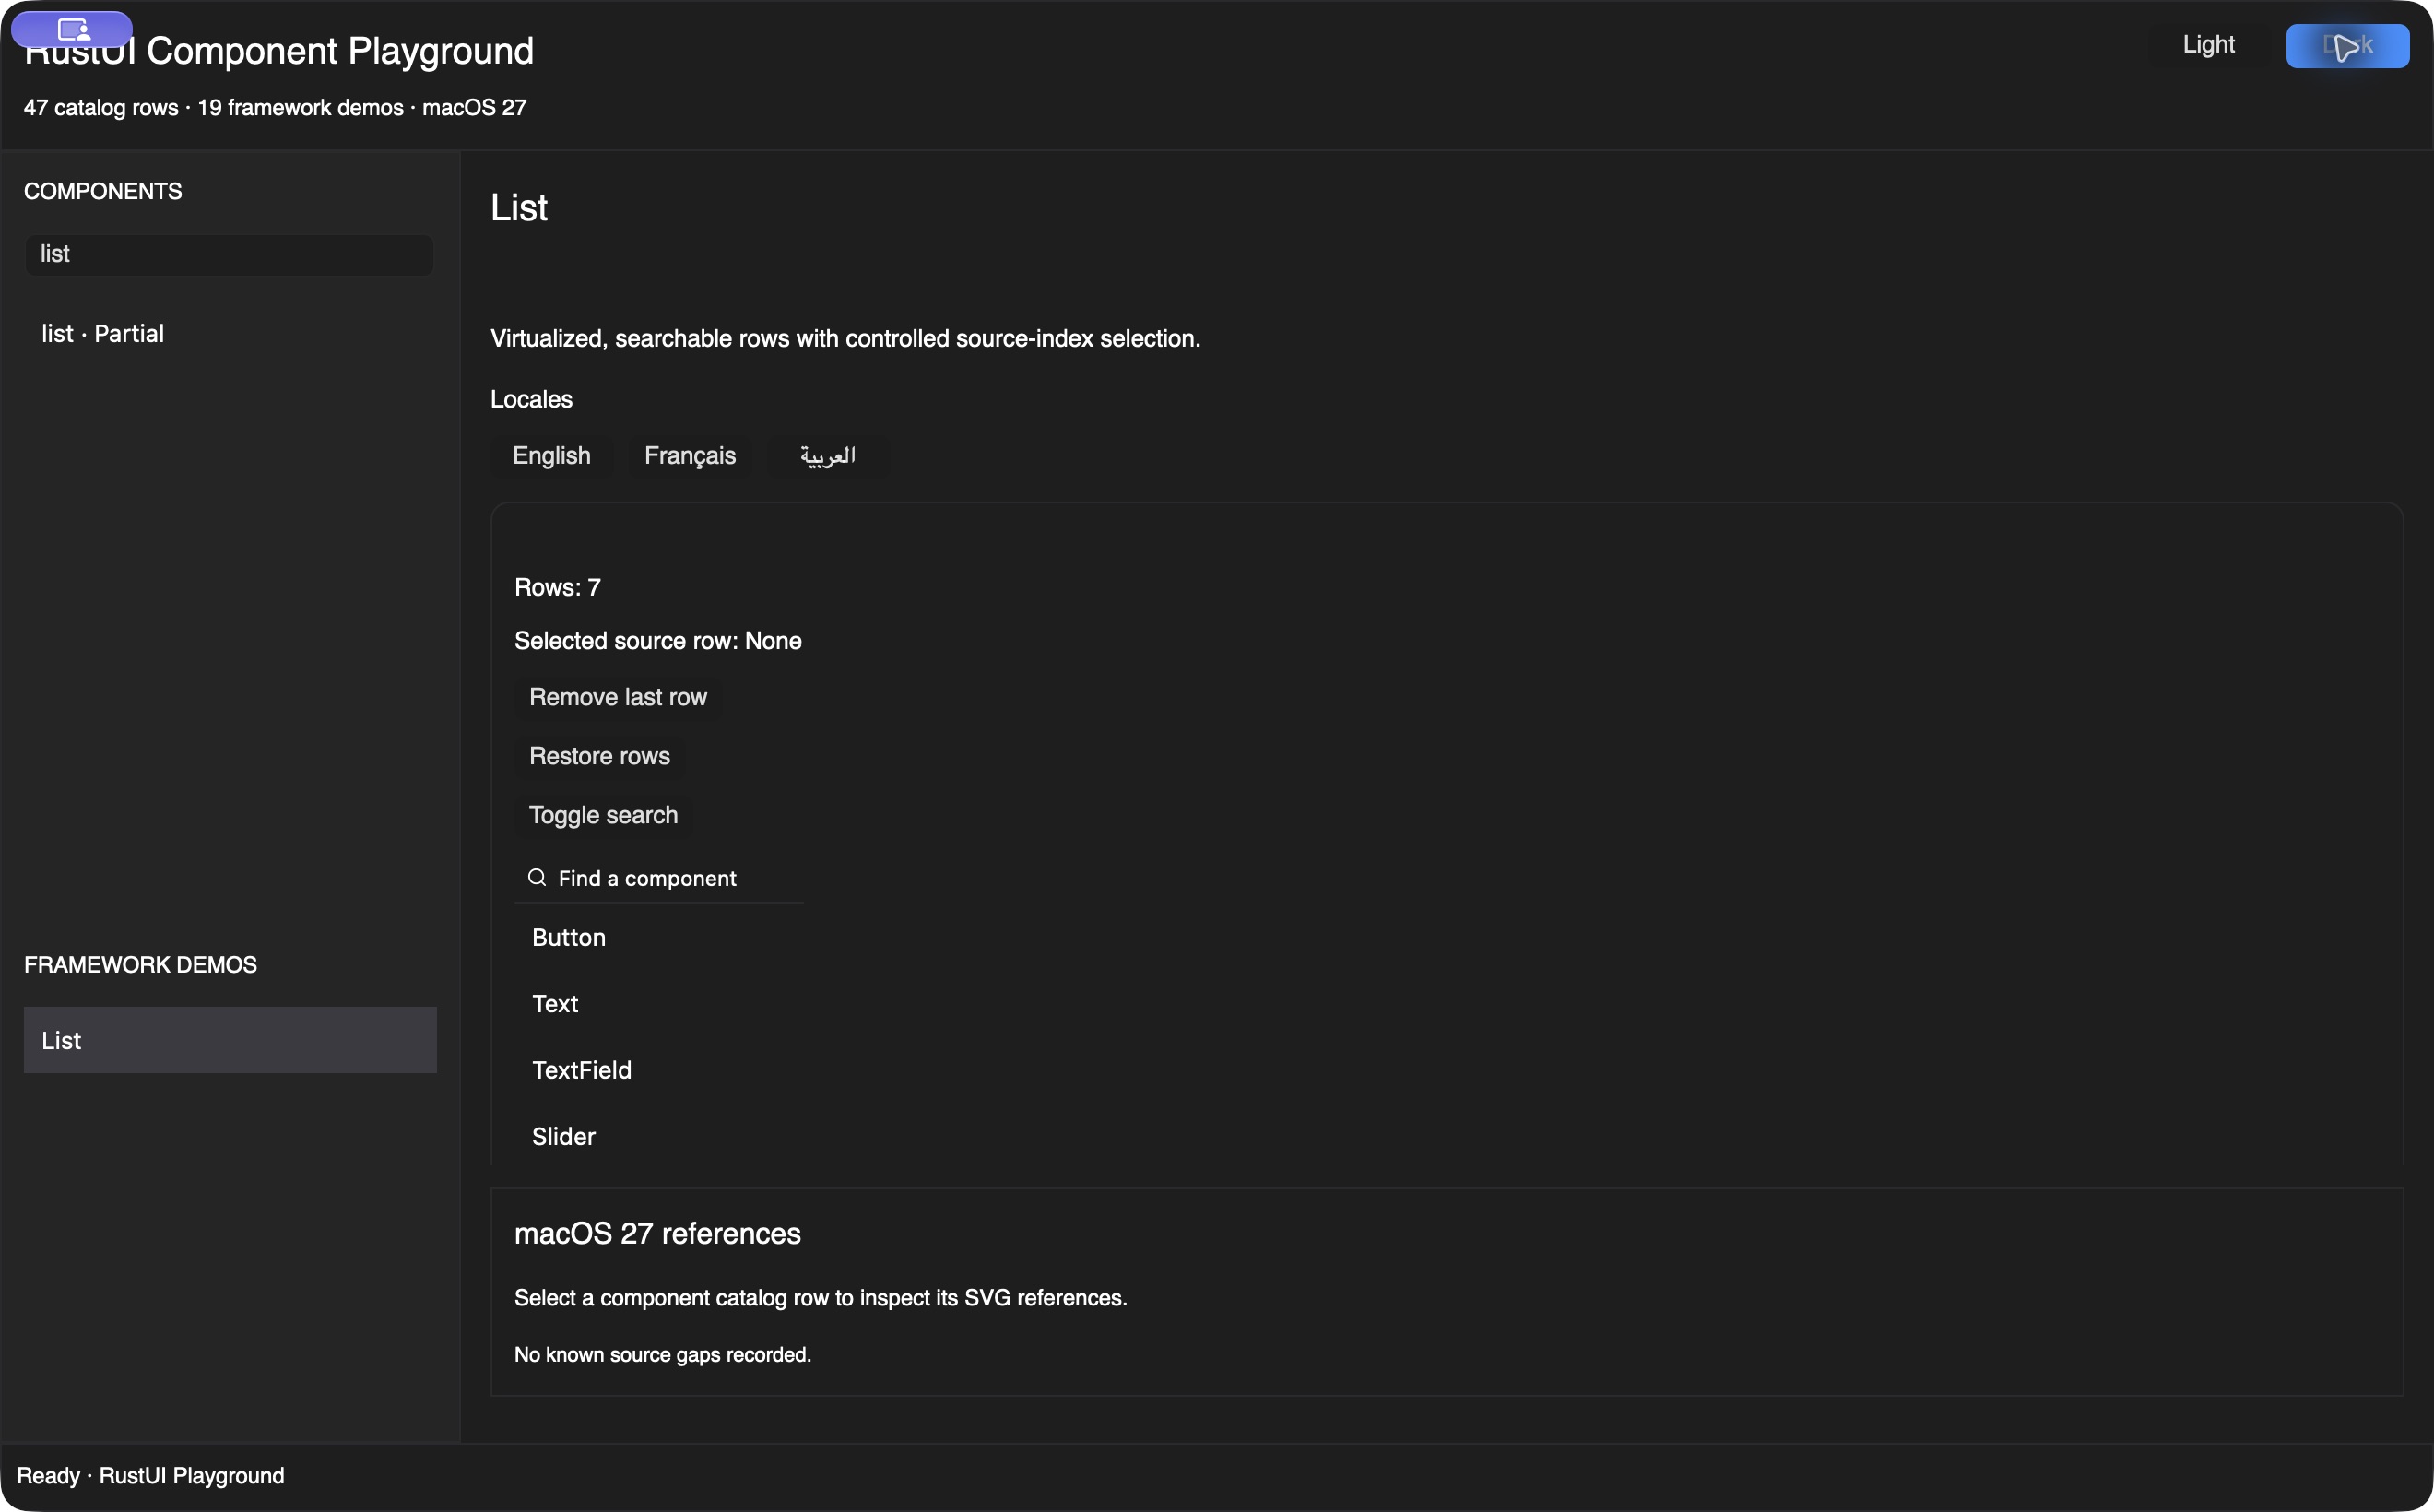 RustUI Component Playground
Light
47 catalog rows · 19 framework demos · macOS 27
COMPONENTS
list
list · Partial
FRAMEWORK DEMOS
List
List
Virtualized, searchable rows with controlled source-index selection.
Locales
English Français العربية
Rows: 7
Selected source row: None
Remove last row
Restore rows
Toggle search
Find a component
Button
Text
TextField
Slider
macOS 27 references
Select a component catalog row to inspect its SVG references.
No known source gaps recorded.
Ready · RustUI Playground